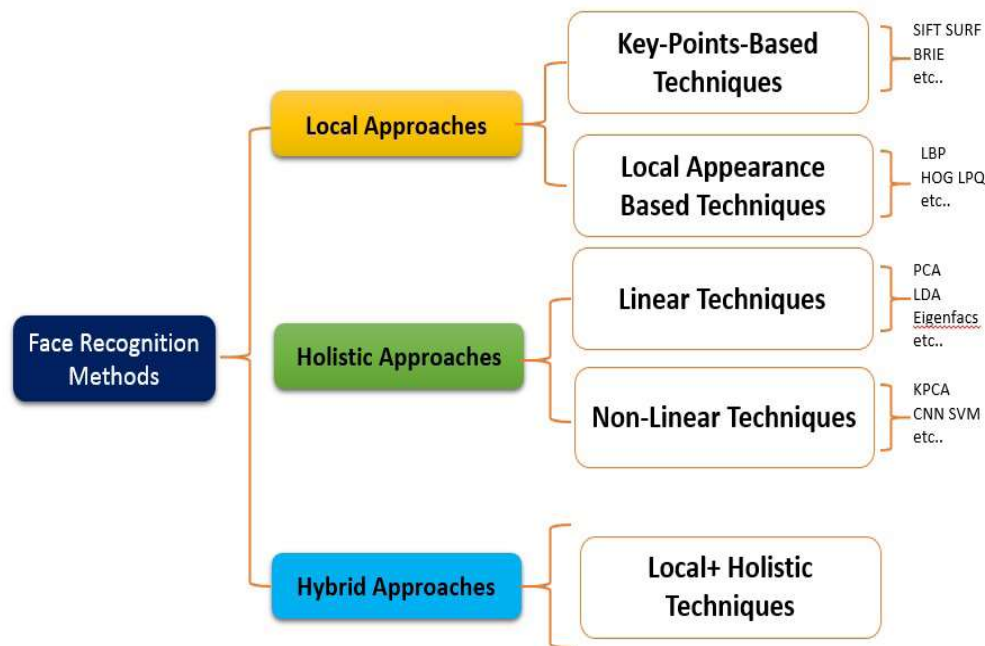 Face Recognition
Methods
Local Approaches
Key-Points-Based
Techniques
SIFT SURF
BRIE
etc..
Local Appearance
Based Techniques
LBP
HOG LPQ
etc..
Holistic Approaches
Linear Techniques
PCA
LDA
Eigenfacs
etc..
Non-Linear Techniques
KPCA
CNN SVM
etc..
Hybrid Approaches
Local+ Holistic
Techniques